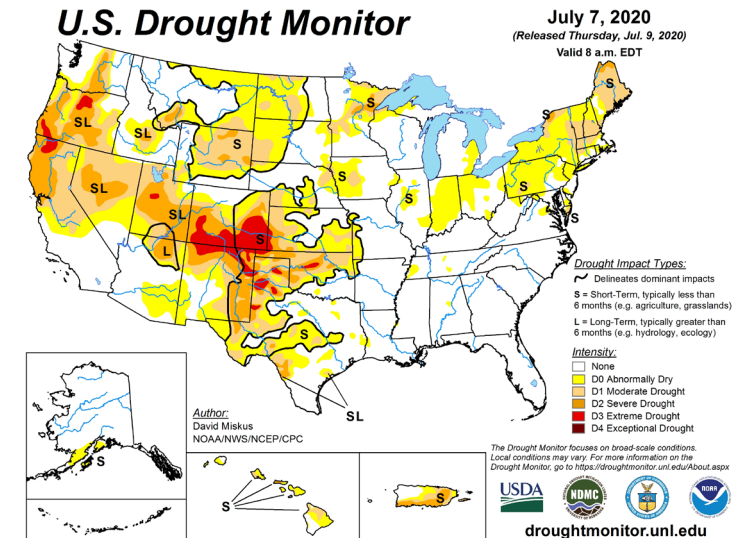 U.S. Drought Monitor
July 7, 2020
(Released Thursday, Jul. 9, 2020)
Valid 8 a.m. EDT
S
S
S
SL
SL
S
S
S
SL
S
S
SL
S
S
L
S
SL
S
S
S
Drought Impact Types:
Delineates dominant impacts
S = Short-Term, typically less than
6 months (e.g. agriculture, grasslands)
L = Long-Term, typically greater than
6 months (e.g. hydrology, ecology)
Intensity:
None
D0 Abnormally Dry
D1 Moderate Drought
D2 Severe Drought
D3 Extreme Drought
D4 Exceptional Drought
Author:
David Miskus
NOAA/NWS/NCEP/CPC
The Drought Monitor focuses on broad-scale conditions.
Local conditions may vary. For more information on the
Drought Monitor, go to https://droughtmonitor.unl.edu/About.aspx
USDA
NDMC
NOAA
droughtmonitor.unl.edu